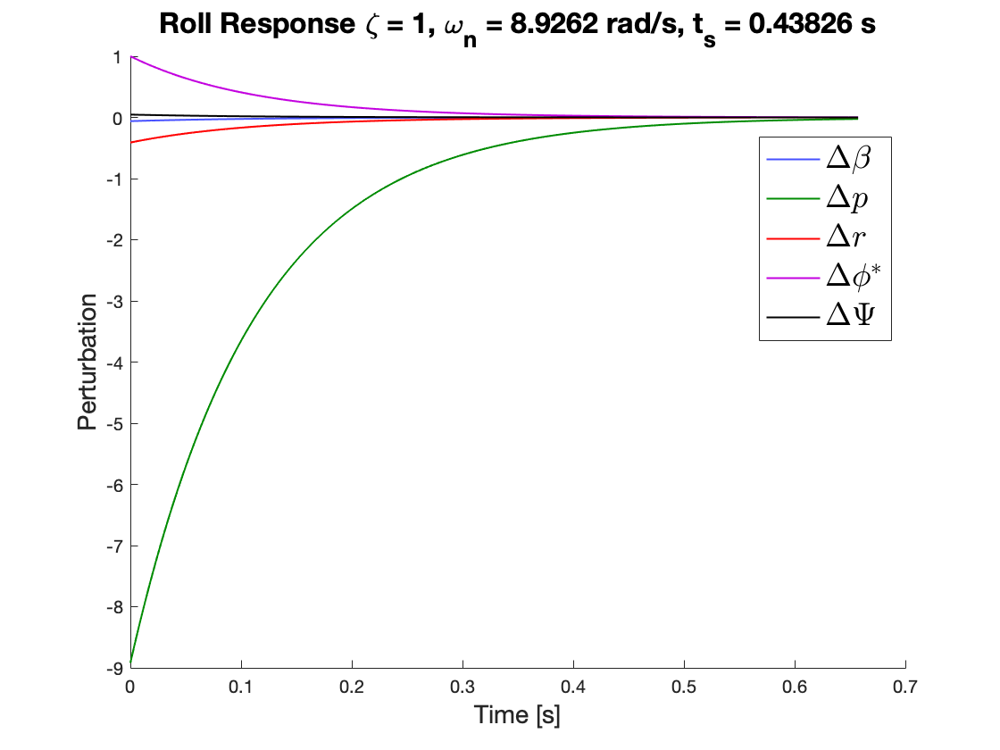 Roll Response ζ = 1, ωn = 8.9262 rad/s, ts = 0.43826 s
1
0
-1
-2
-3
-4
-5
-6
-7
-8
-9
Perturbation
Δβ
Δp
Δr
Δϕ*
ΔΨ
0
0.1
0.2
0.3
0.4
0.5
0.6
0.7
Time [s]